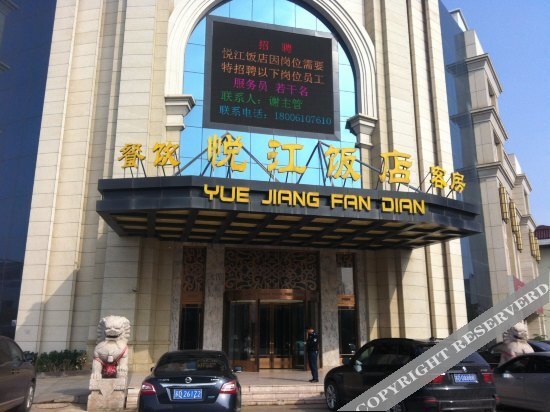 招 聘
悦江饭店因岗位需要
特招聘以下岗位员工
服务员 若干名
联系人：谢主管
联系电话：18006107610
餐饮 悦江饭店 客房
YUE JIANG FAN DIAN
COPYRIGHT RESERVERD